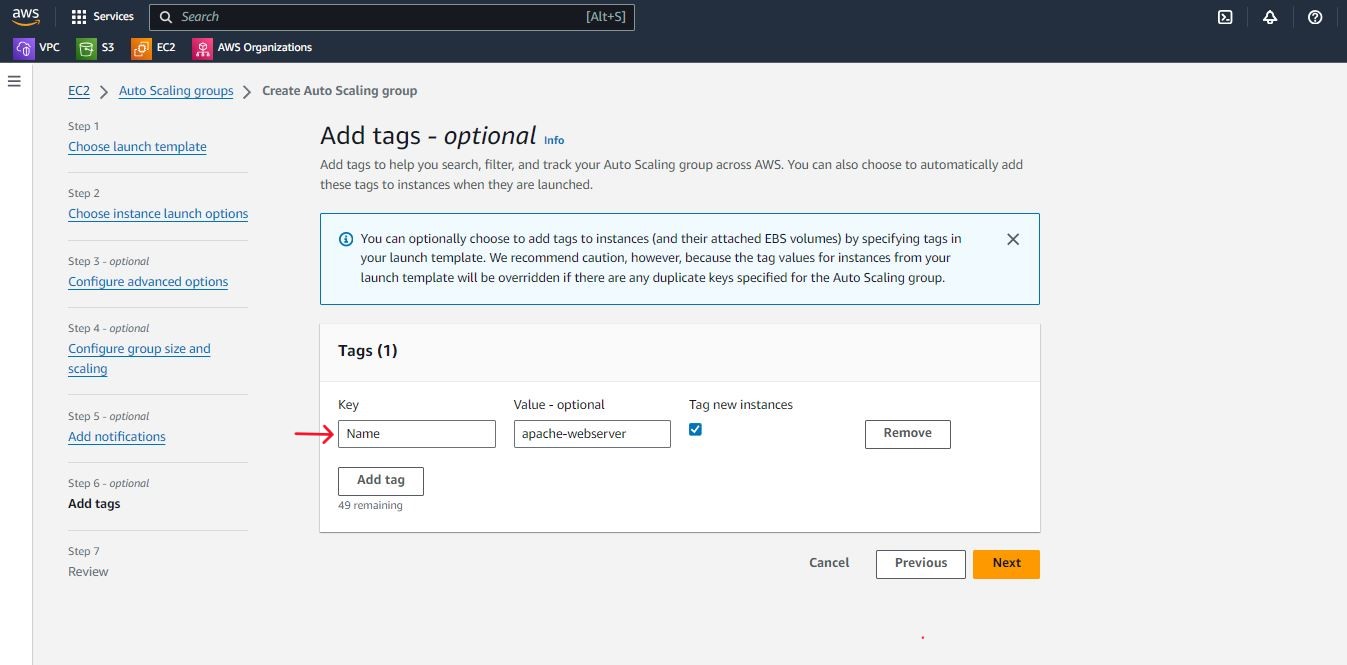 aws
Services
Search
[Alt+S]
VPC
S3
EC2
AWS Organizations
EC2
Auto Scaling groups
Create Auto Scaling group
Step 1
Choose launch template
Step 2
Choose instance launch options
Step 3 - optional
Configure advanced options
Step 4 - optional
Configure group size and
scaling
Step 5 - optional
Add notifications
Step 6 - optional
Add tags
Step 7
Review
Add tags - optional Info
Add tags to help you search, filter, and track your Auto Scaling group across AWS. You can also choose to automatically add
these tags to instances when they are launched.
You can optionally choose to add tags to instances (and their attached EBS volumes) by specifying tags in
your launch template. We recommend caution, however, because the tag values for instances from your
launch template will be overridden if there are any duplicate keys specified for the Auto Scaling group.
Tags (1)
Key
Value - optional
Tag new instances
Name
apache-webserver
Remove
Add tag
49 remaining
Cancel
Previous
Next